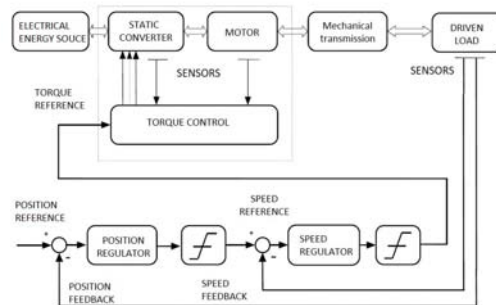 ELECTRICAL
ENERGY SOUCE
STATIC
CONVERTER
MOTOR
Mechanical
transmission
DRIVEN
LOAD
SENSORS
SENSORS
TORQUE
REFERENCE
TORQUE CONTROL
POSITION
REFERENCE
SPEED
REFERENCE
+
-
POSITION
REGULATOR
+
-
SPEED
REGULATOR
POSITION
FEEDBACK
SPEED
FEEDBACK